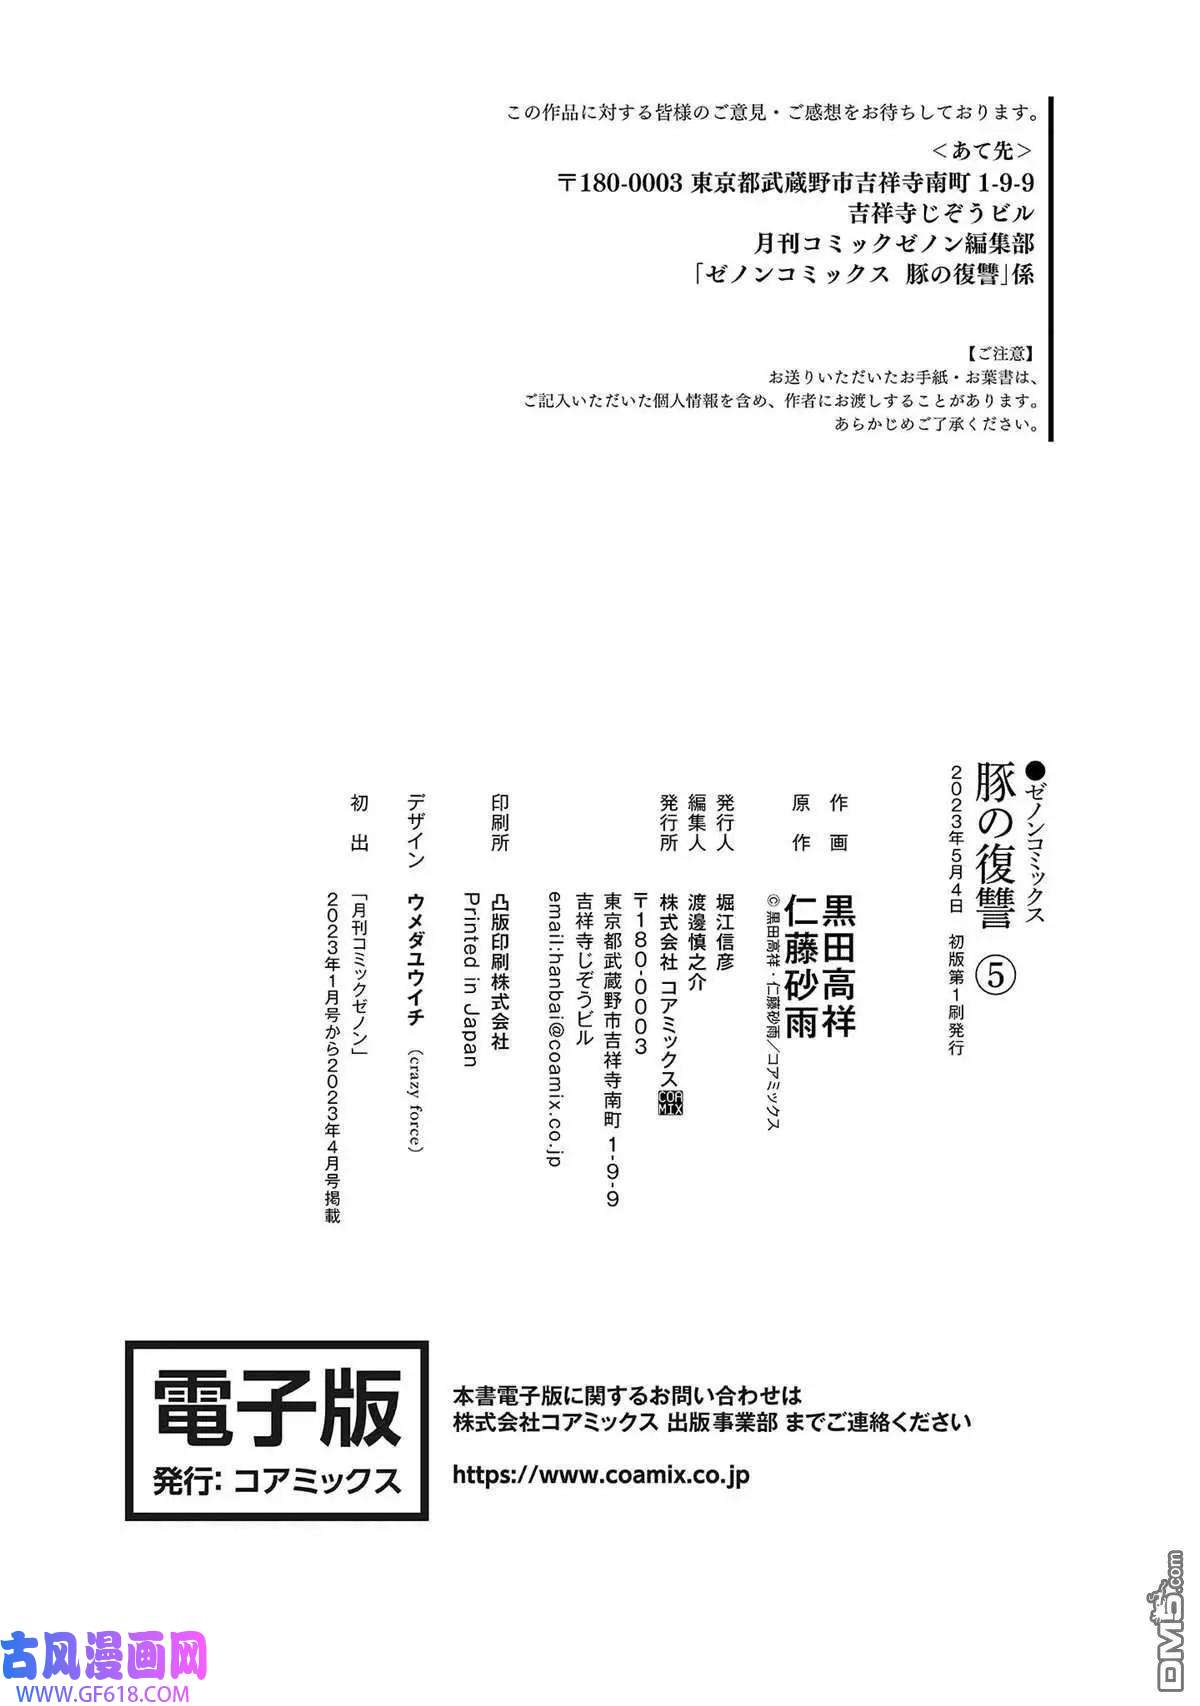 この作品に対する皆様のご意見・ご感想をお待ちしております。
＜あて先＞
〒180-0003 東京都武蔵野市吉祥寺南町 1-9-9
吉祥寺じぞうビル
月刊コミックゼノン編集部
「ゼノンコミックス 豚の復讐」係
【ご注意】
お送りいただいたお手紙・お葉書は、
ご記入いただいた個人情報を含め、作者にお渡しすることがあります。
あらかじめご了承ください。
●ゼノンコミックス
豚の復讐 ⑤
2023年5月4日 初版第1刷発行
作画 黒田高祥
原作 仁藤砂雨
©黒田高祥・仁藤砂雨／コアミックス
発行人 堀江信彦
編集人 渡邊慎之介
発行所 株式会社 コアミックス COAMIX
〒180-0003
東京都武蔵野市吉祥寺南町 1-9-9
吉祥寺じぞうビル
email:hanbai@coamix.co.jp
印刷所 凸版印刷株式会社
Printed in Japan
デザイン ウメダユウイチ (crazy force)
初出 「月刊コミックゼノン」
2023年1月号から2023年4月号掲載
電子版
発行: コアミックス
本書電子版に関するお問い合わせは
株式会社コアミックス 出版事業部 までご連絡ください
https://www.coamix.co.jp
古风漫画网
WWW.GF618.COM
DM5.com